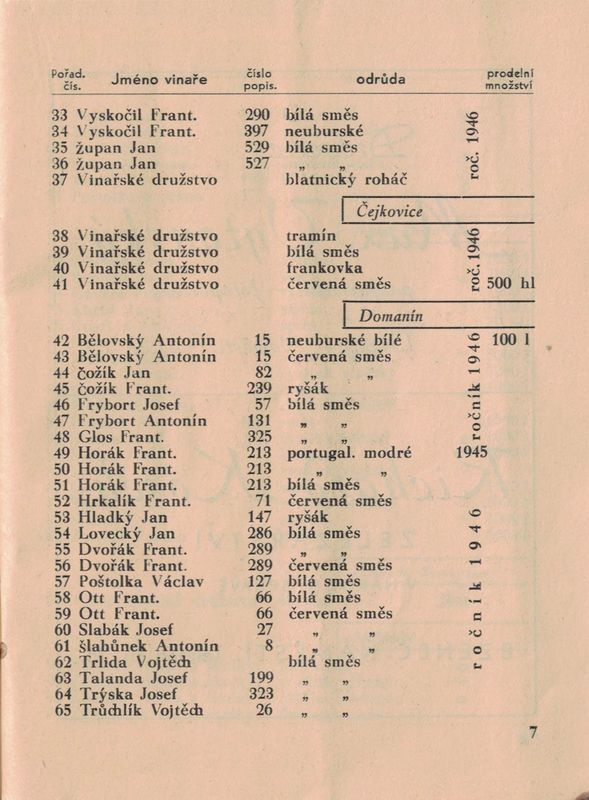 Pořad. čís. Jméno vinaře číslo popis. odrůda prodejní množství
33 Vyskočil Frant. 290 bílá směs
34 Vyskočil Frant. 397 neuburské
35 župan Jan 529 bílá směs
36 župan Jan 527 „ „
37 Vinařské družstvo blatnický roháč
roč. 1946
Čejkovice
38 Vinařské družstvo tramín
39 Vinařské družstvo bílá směs
40 Vinařské družstvo frankovka
41 Vinařské družstvo červená směs 500 hl
roč. 1946
Domanín
42 Bělovský Antonín 15 neuburské bílé 100 l
43 Bělovský Antonín 15 červená směs
44 čožík Jan 82 „ „
45 čožík Frant. 239 ryšák
46 Frybort Josef 57 bílá směs
47 Frybort Antonín 131 „ „
48 Glos Frant. 325 „ „
ročník 1946
49 Horák Frant. 213 portugal. modré 1945
50 Horák Frant. 213 „ „
51 Horák Frant. 213 bílá směs
52 Hrkalík Frant. 71 červená směs
53 Hladký Jan 147 ryšák
54 Lovecký Jan 286 bílá směs
55 Dvořák Frant. 289 „ „
56 Dvořák Frant. 289 červená směs
57 Poštolka Václav 127 bílá směs
58 Ott Frant. 66 bílá směs
59 Ott Frant. 66 červená směs
60 Slabák Josef 27 „ „
61 šlahůnek Antonín 8 „ „
62 Trlida Vojtěch bílá směs
63 Talanda Josef 199 „ „
64 Trýska Josef 323 „ „
65 Trůchlík Vojtěch 26 „ „
ročník 1946
7